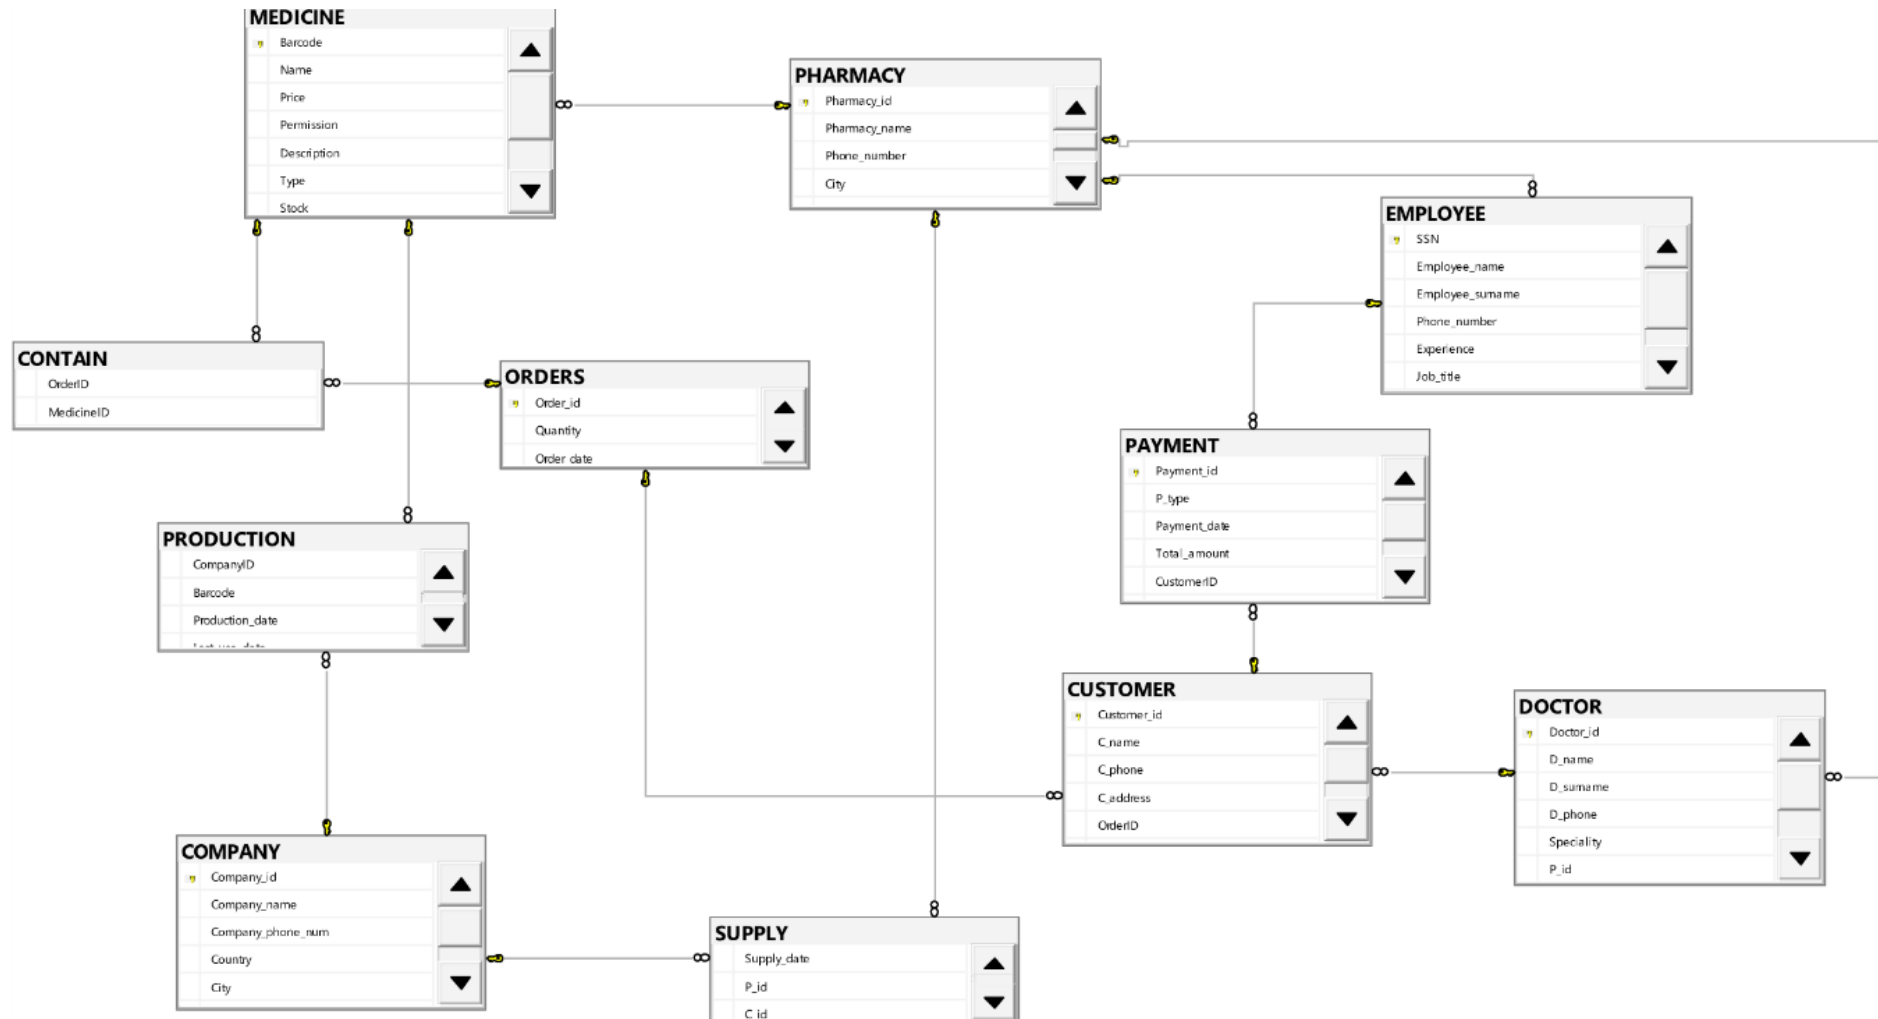 MEDICINE
Barcode
Name
Price
Permission
Description
Type
Stock
PHARMACY
Pharmacy_id
Pharmacy_name
Phone_number
City
EMPLOYEE
SSN
Employee_name
Employee_surname
Phone_number
Experience
Job_title
CONTAIN
OrderID
MedicineID
ORDERS
Order_id
Quantity
Order_date
PAYMENT
Payment_id
P_type
Payment_date
Total_amount
CustomerID
PRODUCTION
CompanyID
Barcode
Production_date
CUSTOMER
Customer_id
C_name
C_phone
C_address
OrderID
DOCTOR
Doctor_id
D_name
D_surname
D_phone
Speciality
P_id
COMPANY
Company_id
Company_name
Company_phone_num
Country
City
SUPPLY
Supply_date
P_id
C_id